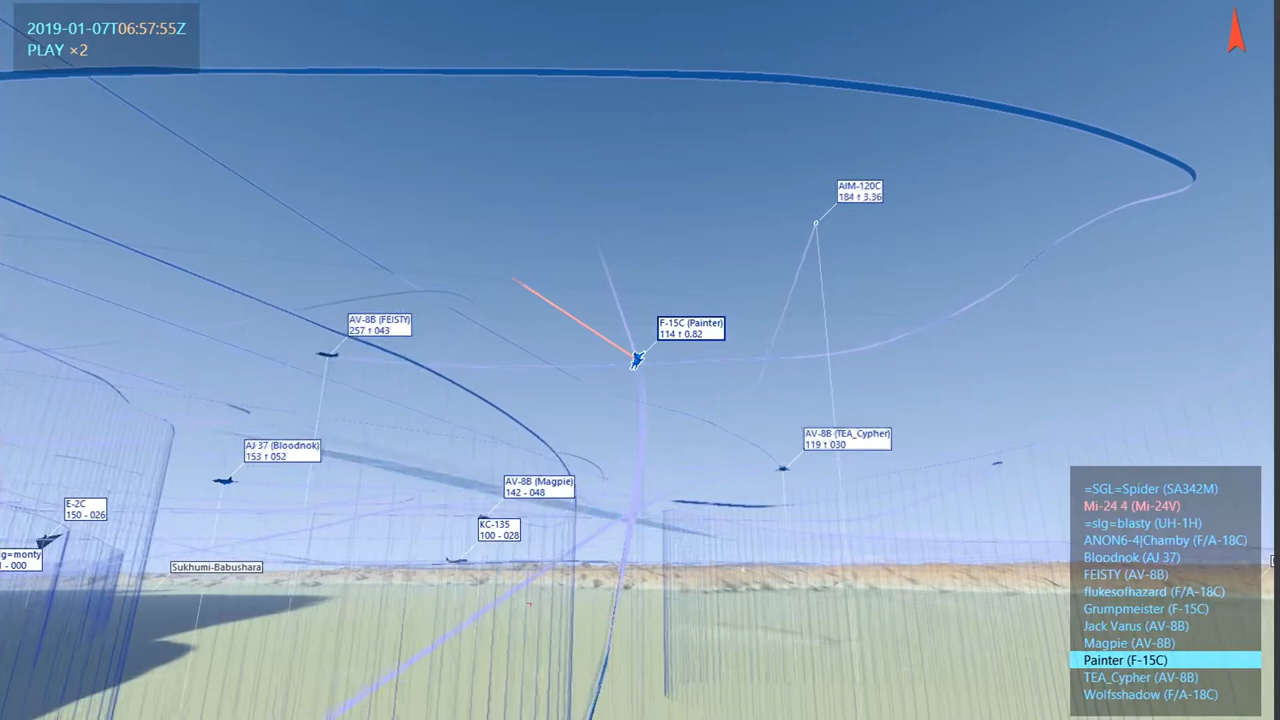 2019-01-07T06:57:55Z
PLAY ×2
AIM-120C
184 ↑ 3.36
AV-8B (FEISTY)
257 ↑ 043
F-15C (Painter)
114 ↑ 0.82
AJ 37 (Bloodnok)
153 ↑ 052
AV-8B (TEA_Cypher)
119 ↑ 030
AV-8B (Magpie)
142 - 048
E-2C
150 - 026
KC-135
100 - 028
g=monty
- 000
Sukhumi-Babushara
=SGL=Spider (SA342M)
Mi-24 4 (Mi-24V)
=slg=blasty (UH-1H)
ANON6-4|Chamby (F/A-18C)
Bloodnok (AJ 37)
FEISTY (AV-8B)
flukesofhazard (F/A-18C)
Grumpmeister (F-15C)
Jack Varus (AV-8B)
Magpie (AV-8B)
Painter (F-15C)
TEA_Cypher (AV-8B)
Wolfsshadow (F/A-18C)